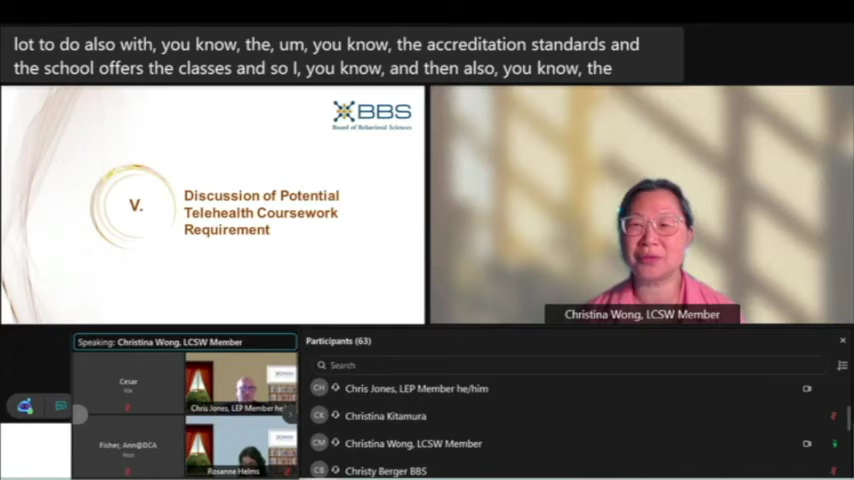 lot to do also with, you know, the, um, you know, the accreditation standards and
the school offers the classes and so I, you know, and then also, you know, the
BBS
Board of Behavioral Sciences
V.
Discussion of Potential
Telehealth Coursework
Requirement
Christina Wong, LCSW Member
Speaking: Christina Wong, LCSW Member
Cesar
Chris Jones, LEP Member he/
Fisher, Ann@DCA
Host
Rosanne Helms
Participants (63)
Search
CH Chris Jones, LEP Member he/him
CK Christina Kitamura
CM Christina Wong, LCSW Member
CB Christy Berger BBS